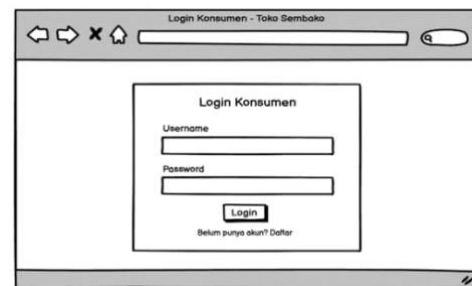 Login Konsumen - Toko Sembako
Login Konsumen
Username
Password
Login
Belum punya akun? Daftar